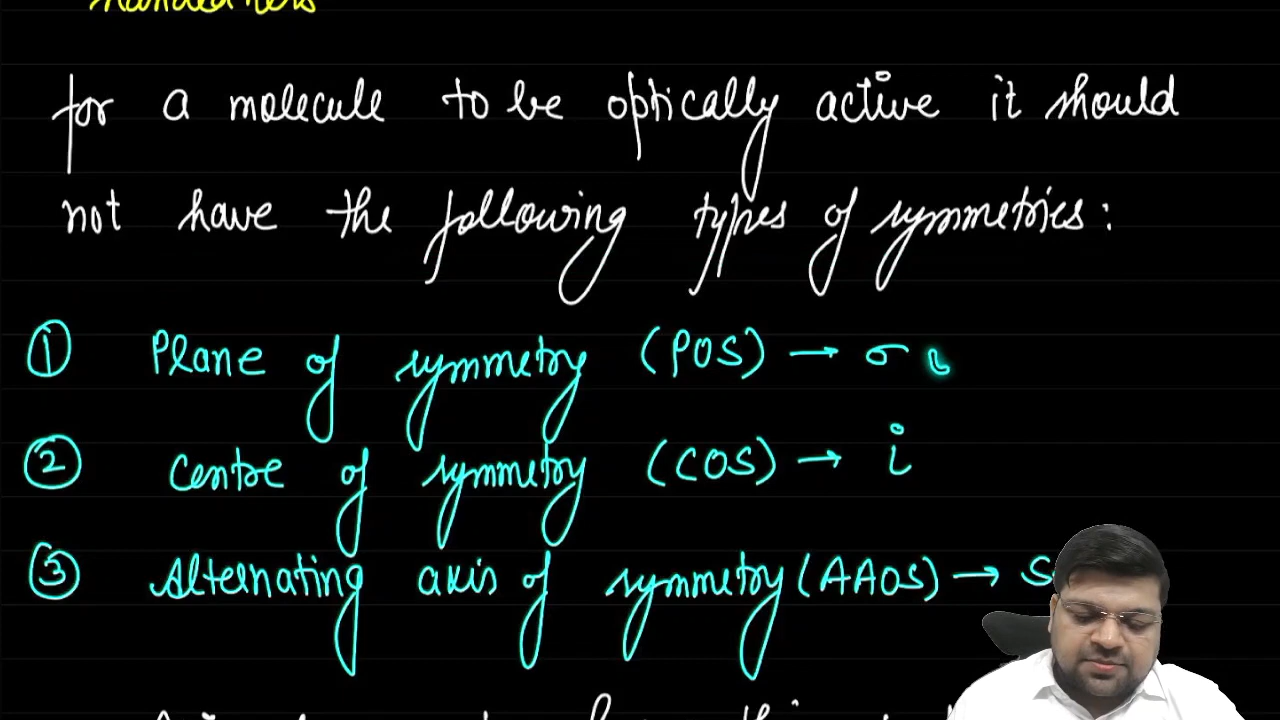 for a molecule to be optically active it should
not have the following types of symmetries:
① Plane of symmetry (POS) → σ
② Centre of symmetry (COS) → i
③ Alternating axis of symmetry (AAOS) → S